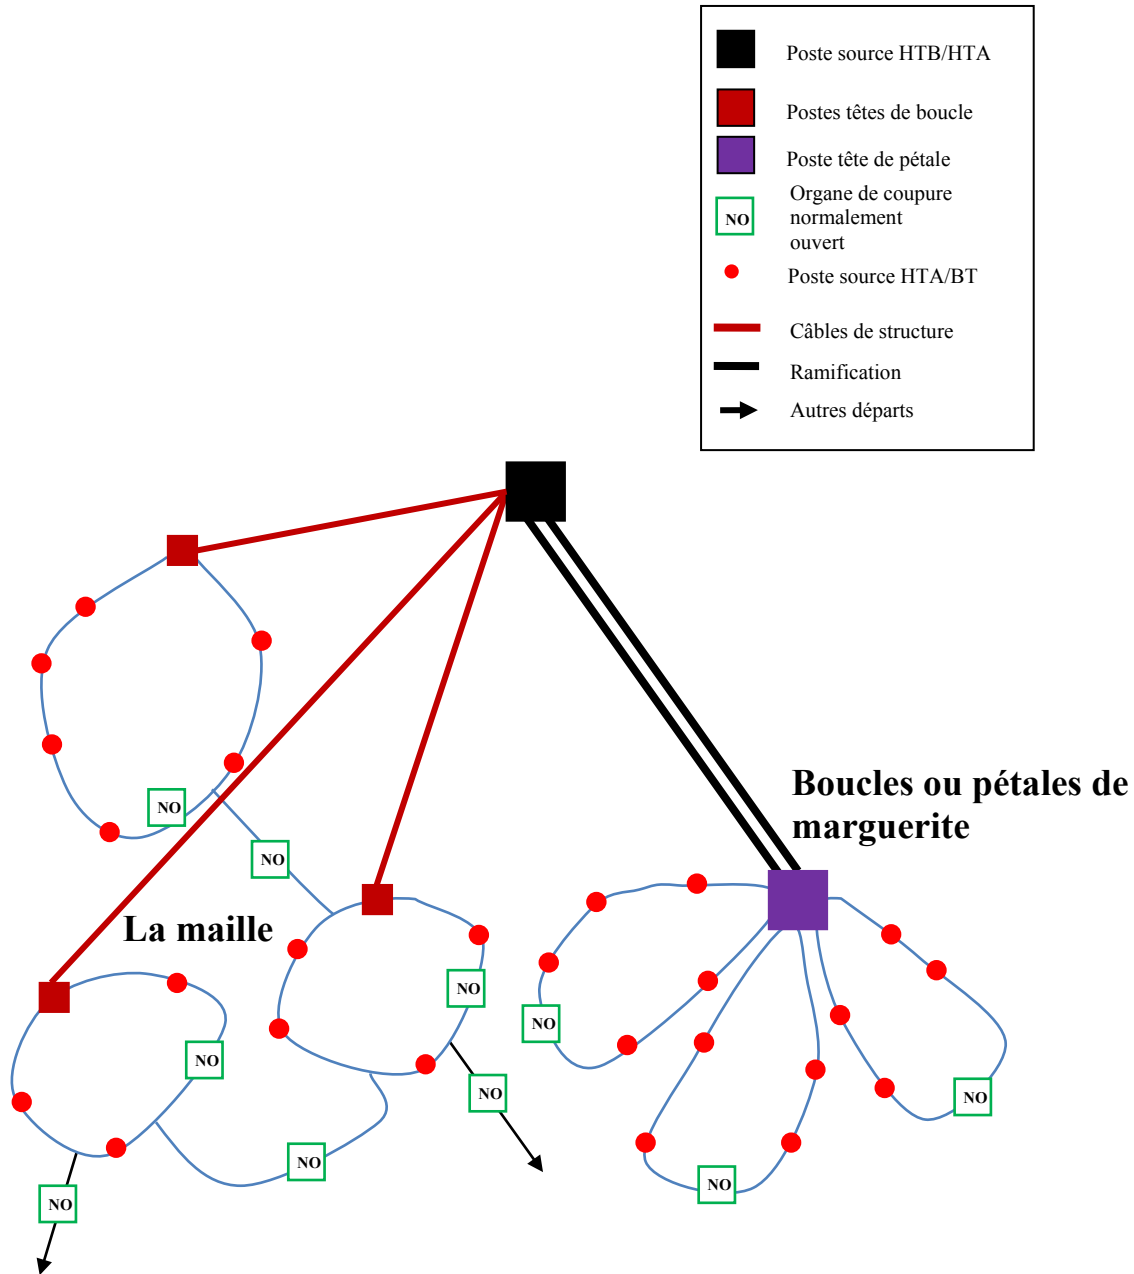 Poste source HTB/HTA
Postes têtes de boucle
Poste tête de pétale
Organe de coupure
normalement
ouvert
NO
Poste source HTA/BT
Câbles de structure
Ramification
Autres départs
Boucles ou pétales de
marguerite
NO
NO
La maille
NO
NO
NO
NO
NO
NO
NO
NO
NO